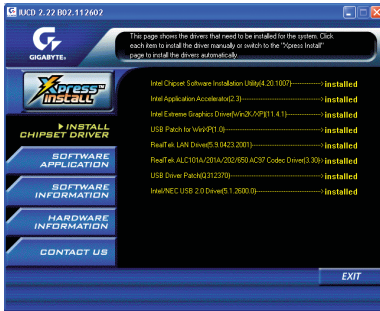 IUCD 2.22 B02.112602
This page shows the drivers that need to be installed for the system. Click
each item to install the driver manually or switch to the "Xpress Install"
page to install the drivers automatically.
GIGABYTE
Xpress™
Install
INSTALL
CHIPSET DRIVER
SOFTWARE
APPLICATION
SOFTWARE
INFORMATION
HARDWARE
INFORMATION
CONTACT US
Intel Chipset Software Installation Utility(4.20.1007)--------------->installed
Intel Application Accelerator(2.3)----------------------------------->installed
Intel Extreme Graphics Driver(Win2K/XP)(11.4.1)---------------->installed
USB Patch for WinXP(1.0)-------------------------------------------->installed
RealTek LAN Driver(5.9.0423.2001)-------------------------------->installed
RealTek ALC101A/201A/202/650 AC97 Codec Driver(3.30)->installed
USB Driver Patch(Q312370)----------------------------------------->installed
Intel/NEC USB 2.0 Driver(5.1.2600.0)------------------------------>installed
EXIT